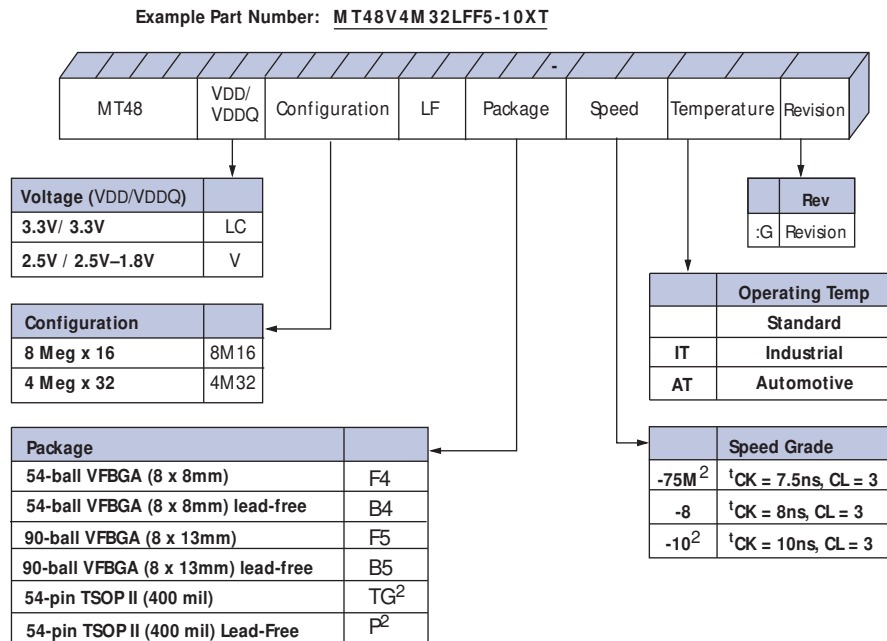 Example Part Number: MT48V4M32LFF5-10XT
-
MT48 VDD/VDDQ Configuration LF Package Speed Temperature Revision
Voltage (VDD/VDDQ)
3.3V/ 3.3V LC
2.5V / 2.5V–1.8V V
Rev
:G Revision
Configuration
8 Meg x 16 8M16
4 Meg x 32 4M32
Operating Temp
Standard
IT Industrial
AT Automotive
Package
54-ball VFBGA (8 x 8mm) F4
54-ball VFBGA (8 x 8mm) lead-free B4
90-ball VFBGA (8 x 13mm) F5
90-ball VFBGA (8 x 13mm) lead-free B5
54-pin TSOP II (400 mil) TG²
54-pin TSOP II (400 mil) Lead-Free P²
Speed Grade
-75M² ᵗCK = 7.5ns, CL = 3
-8 ᵗCK = 8ns, CL = 3
-10² ᵗCK = 10ns, CL = 3